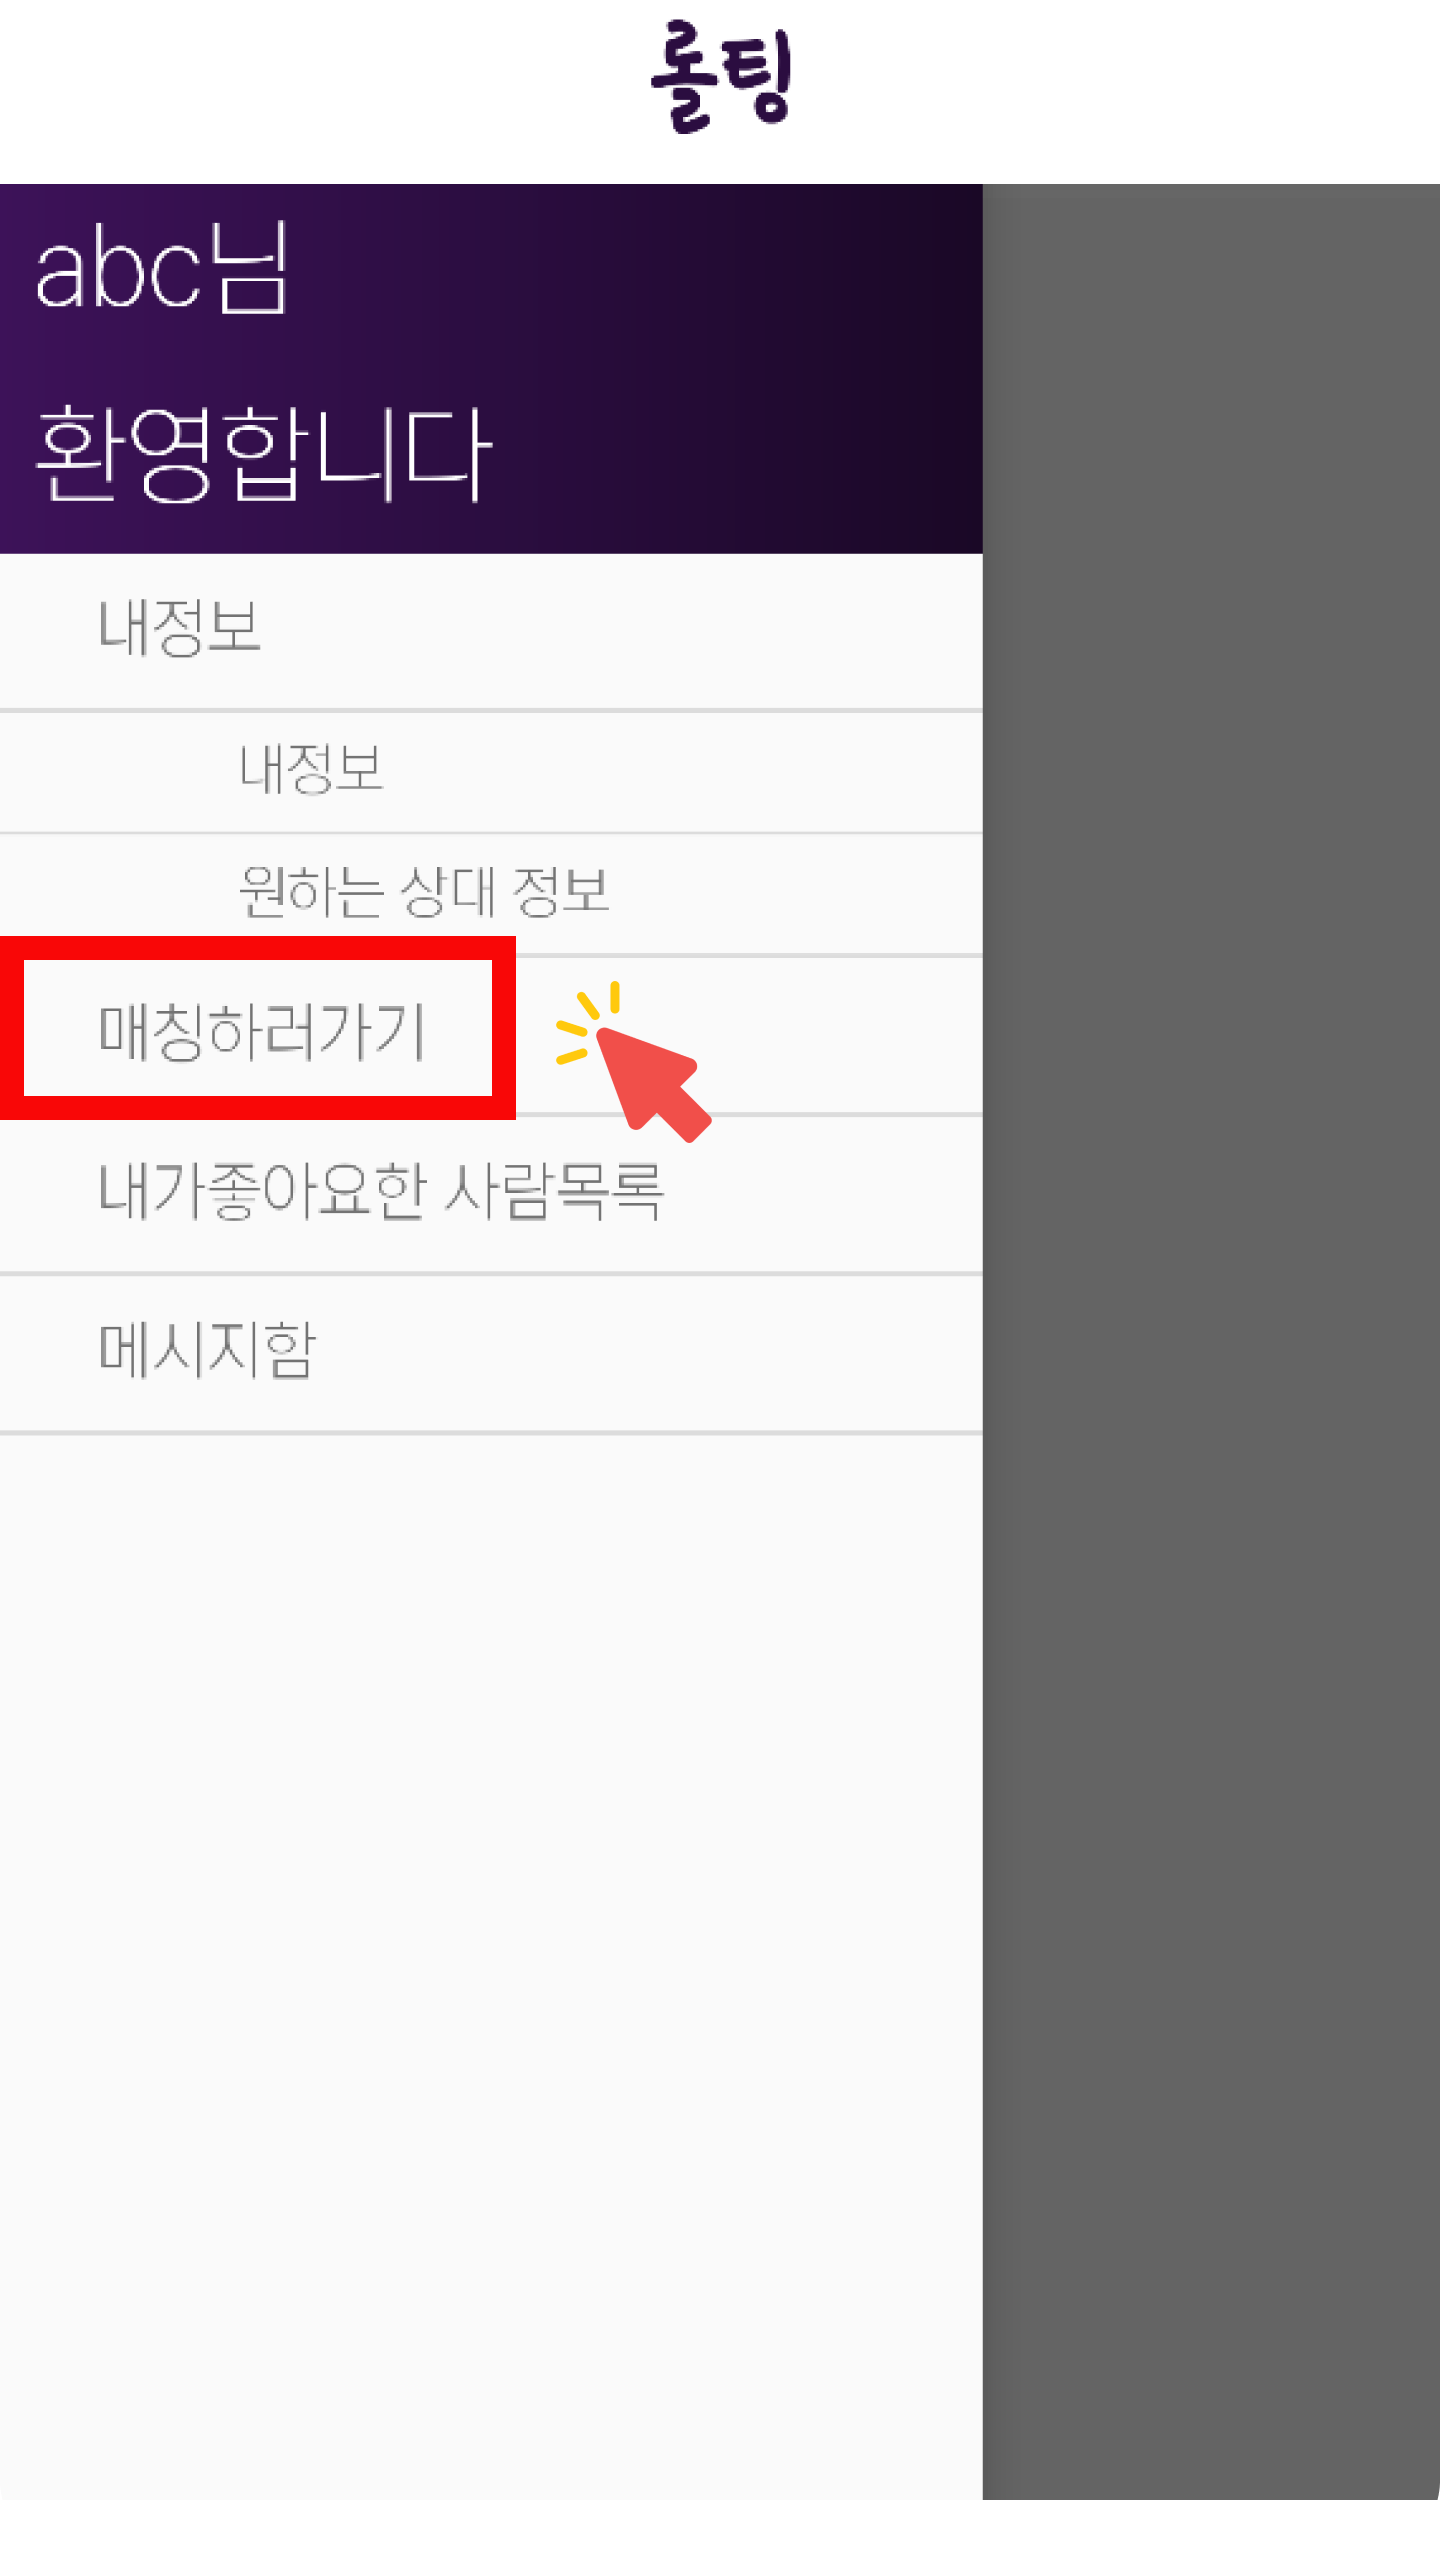 롤팅
abc님
환영합니다
내정보
내정보
원하는 상대 정보
매칭하러가기
내가좋아요한 사람목록
메시지함